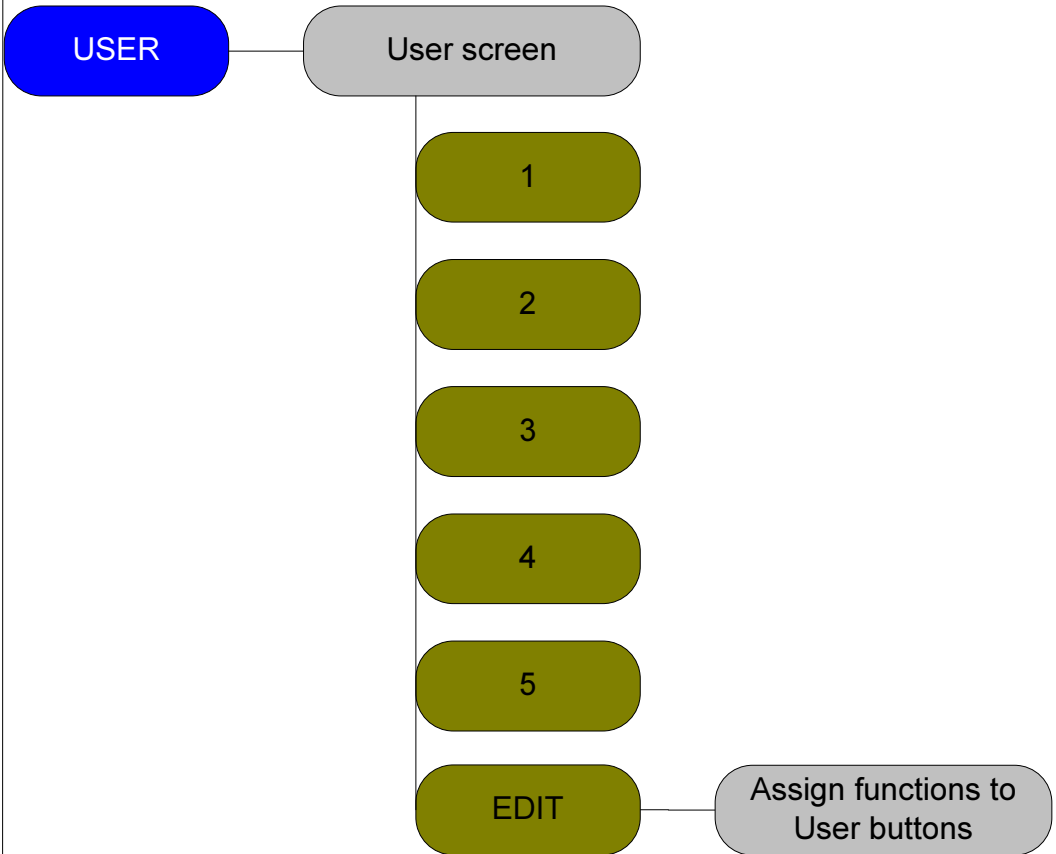 USER
User screen
1
2
3
4
5
EDIT
Assign functions to
User buttons